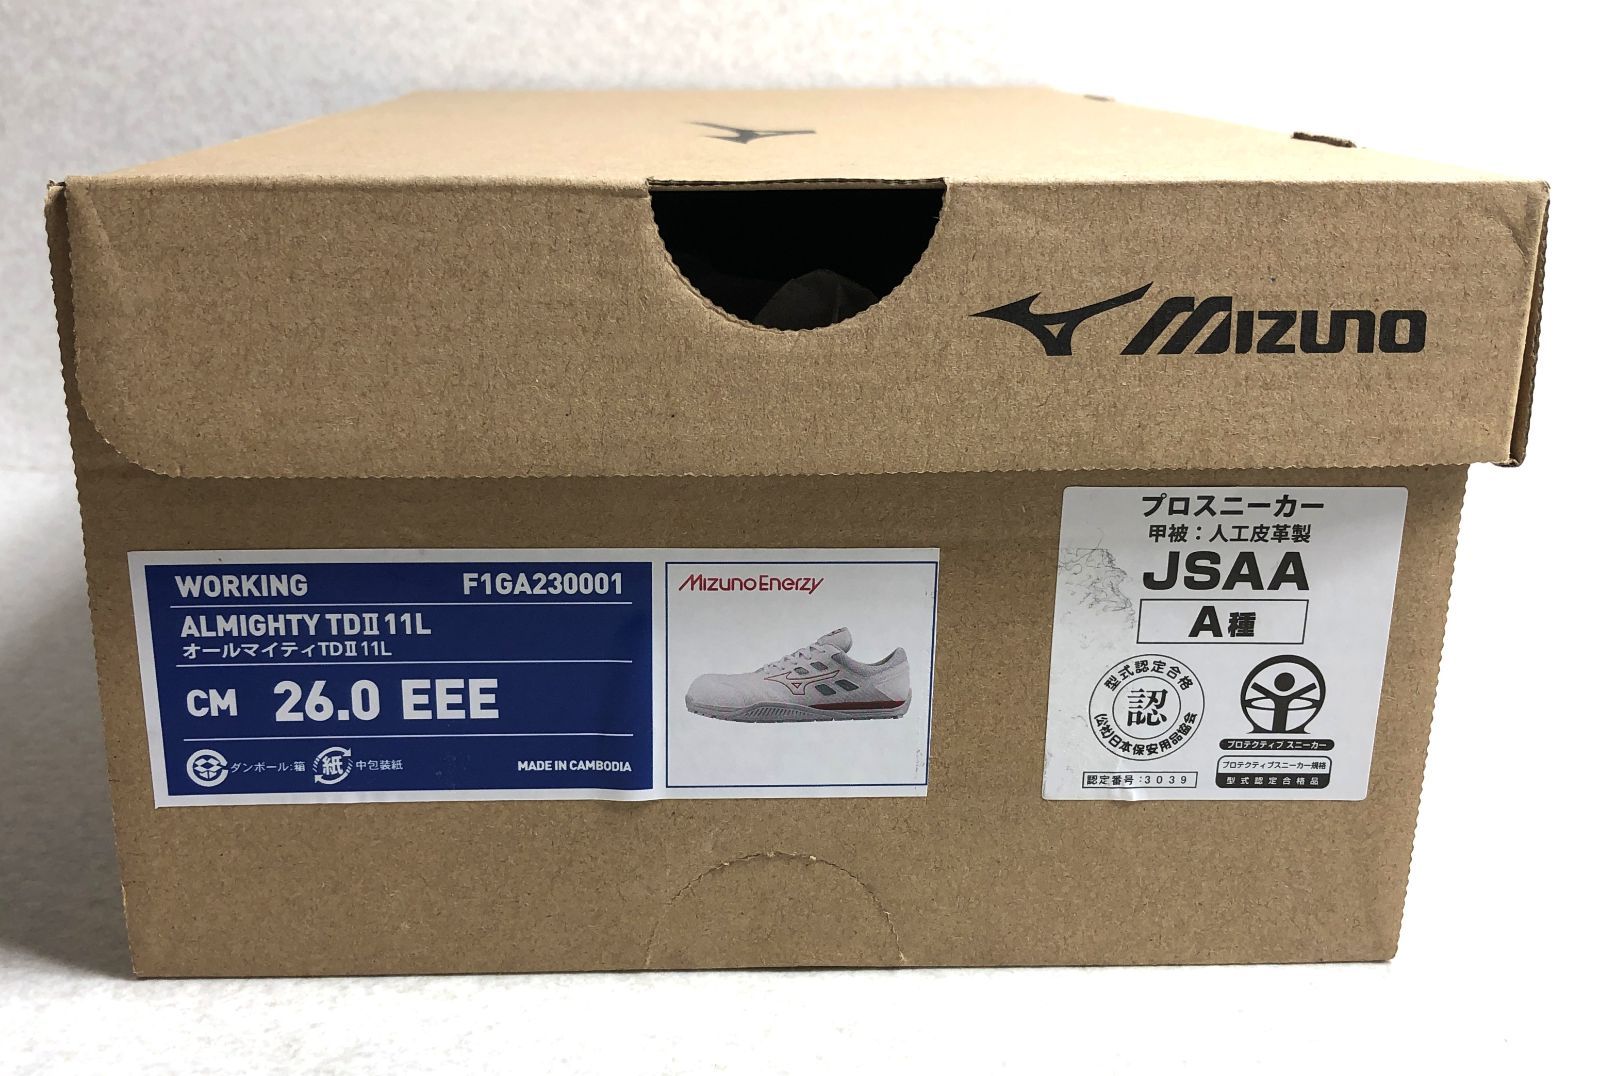 MIZUNO
WORKING F1GA230001
ALMIGHTY TDⅡ 11L
オールマイティTDⅡ 11L
CM 26.0 EEE
ダンボール:箱 紙 中包装紙
MADE IN CAMBODIA
MizunoEnerzy
プロスニーカー
甲被：人工皮革製
JSAA
A種
型式認定合格
認
(公社)日本保安用品協会
認定番号:3039
プロテクティブ スニーカー
プロテクティブスニーカー規格
型式認定合格品